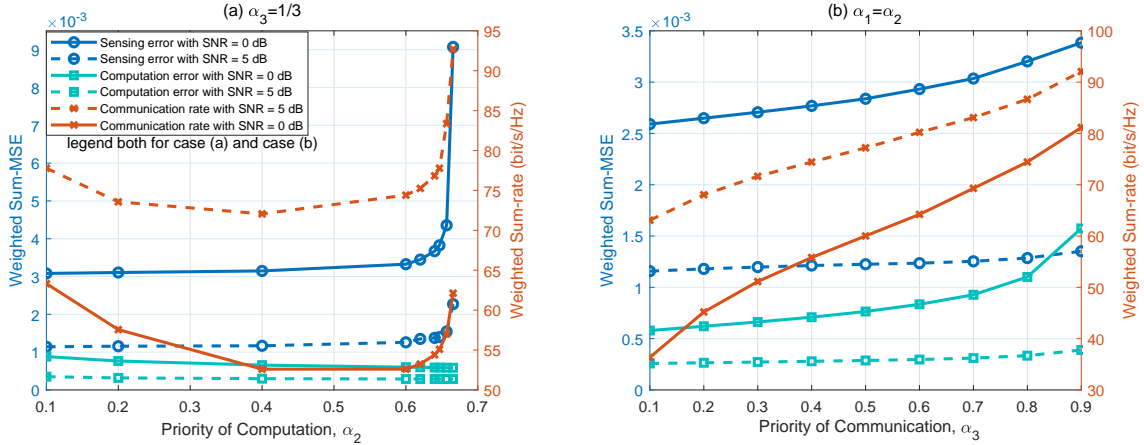 (a) α3=1/3
×10^-3
9
8
7
6
5
4
3
2
1
0
Weighted Sum-MSE
Sensing error with SNR = 0 dB
Sensing error with SNR = 5 dB
Computation error with SNR = 0 dB
Computation error with SNR = 5 dB
Communication rate with SNR = 5 dB
Communication rate with SNR = 0 dB
legend both for case (a) and case (b)
95
90
85
80
75
70
65
60
55
50
Weighted Sum-rate (bit/s/Hz)
0.1 0.2 0.3 0.4 0.5 0.6 0.7
Priority of Computation, α2
(b) α1=α2
×10^-3
3.5
3
2.5
2
1.5
1
0.5
0
Weighted Sum-MSE
100
90
80
70
60
50
40
30
Weighted Sum-rate (bit/s/Hz)
0.1 0.2 0.3 0.4 0.5 0.6 0.7 0.8 0.9
Priority of Communication, α3